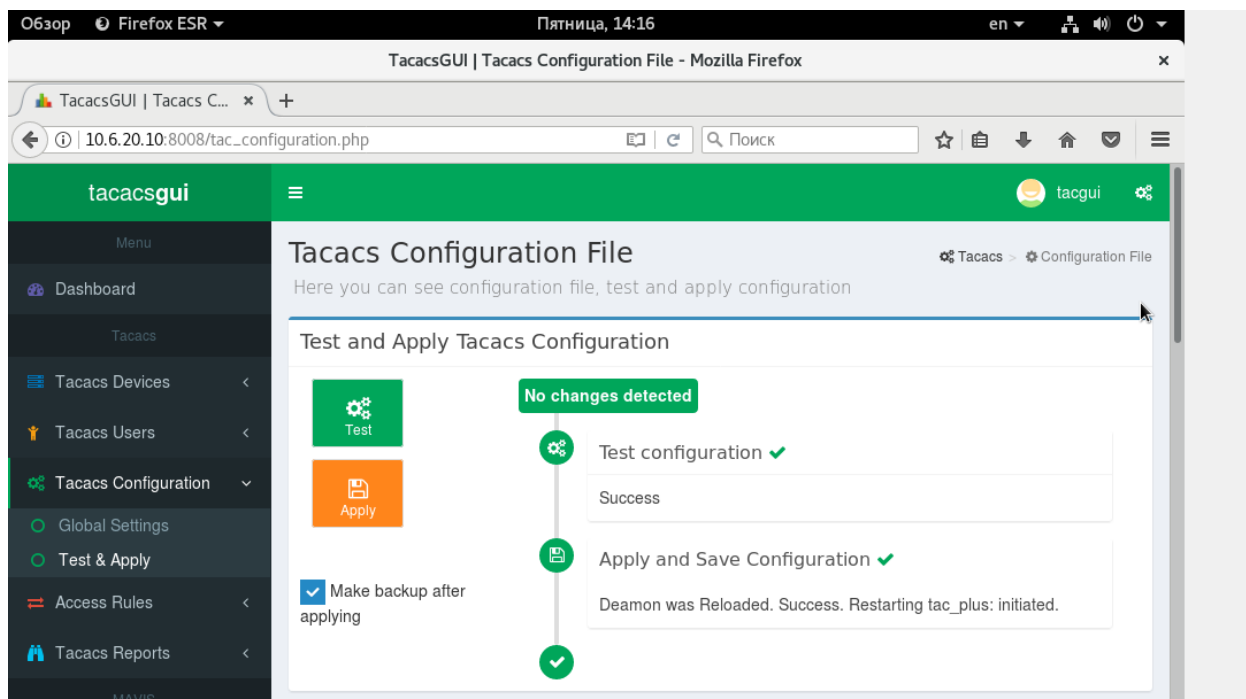 Обзор Firefox ESR Пятница, 14:16 en
TacacsGUI | Tacacs Configuration File - Mozilla Firefox
TacacsGUI | Tacacs C...
10.6.20.10:8008/tac_configuration.php Поиск
tacacsgui tacgui
Menu
Dashboard
Tacacs
Tacacs Devices
Tacacs Users
Tacacs Configuration
Global Settings
Test & Apply
Access Rules
Tacacs Reports
MAVIS
Tacacs Configuration File
Tacacs > Configuration File
Here you can see configuration file, test and apply configuration
Test and Apply Tacacs Configuration
Test
Apply
Make backup after
applying
No changes detected
Test configuration
Success
Apply and Save Configuration
Deamon was Reloaded. Success. Restarting tac_plus: initiated.